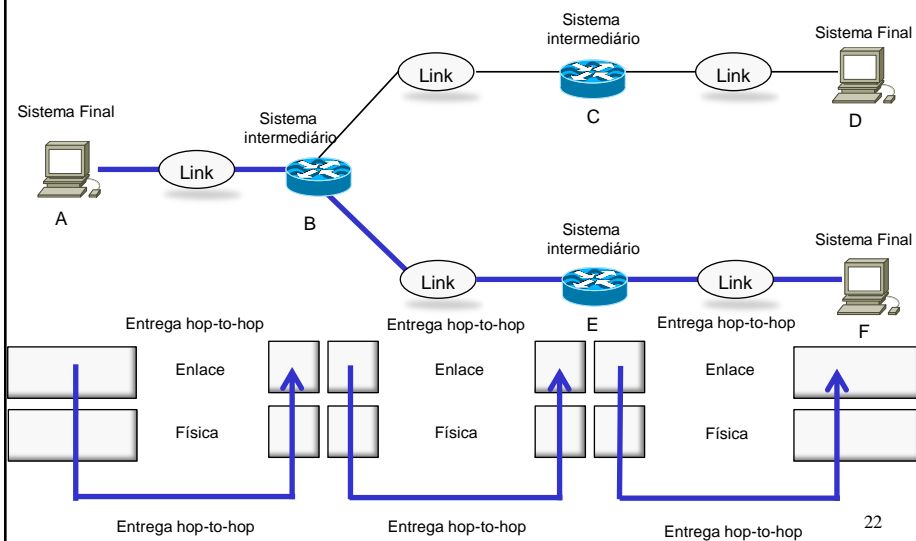 Sistema
intermediário
Sistema Final
Link
Link
C
D
Sistema Final
Sistema
intermediário
Link
A
B
Sistema
intermediário
Sistema Final
Link
Link
E
F
Entrega hop-to-hop
Entrega hop-to-hop
Entrega hop-to-hop
Enlace
Enlace
Enlace
Física
Física
Física
Entrega hop-to-hop
Entrega hop-to-hop
Entrega hop-to-hop
22